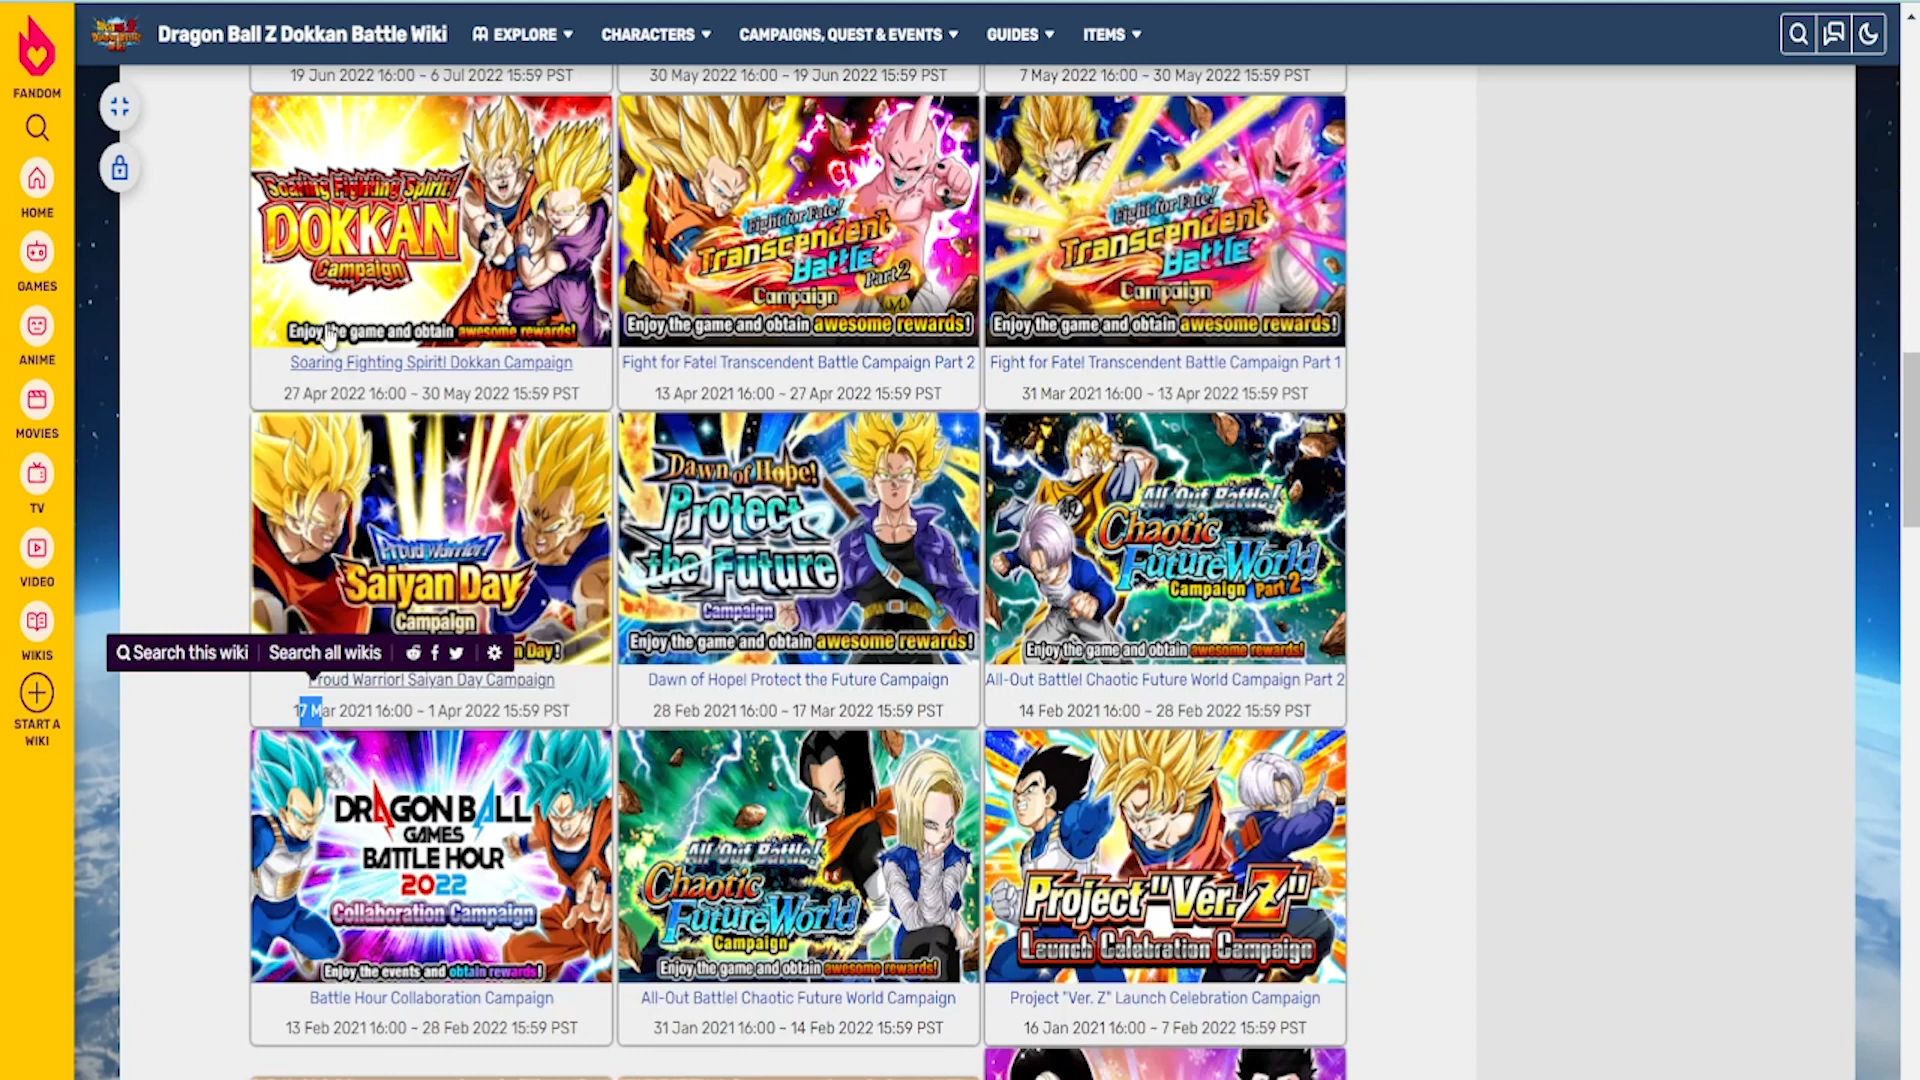 FANDOM
HOME
GAMES
ANIME
MOVIES
TV
VIDEO
WIKIS
START A
WIKI
Dragon Ball Z Dokkan Battle Wiki
EXPLORE
CHARACTERS
CAMPAIGNS, QUEST & EVENTS
GUIDES
ITEMS
19 Jun 2022 16:00 ~ 6 Jul 2022 15:59 PST
30 May 2022 16:00 ~ 19 Jun 2022 15:59 PST
7 May 2022 16:00 ~ 30 May 2022 15:59 PST
Soaring Fighting Spirit!
DOKKAN
Campaign
Enjoy the game and obtain awesome rewards!
Soaring Fighting Spirit! Dokkan Campaign
27 Apr 2022 16:00 ~ 30 May 2022 15:59 PST
Fight for Fate!
Transcendent
Battle
Part 2
Campaign
Enjoy the game and obtain awesome rewards!
Fight for Fate! Transcendent Battle Campaign Part 2
13 Apr 2021 16:00 ~ 27 Apr 2022 15:59 PST
Fight for Fate!
Transcendent
Battle
Campaign
Enjoy the game and obtain awesome rewards!
Fight for Fate! Transcendent Battle Campaign Part 1
31 Mar 2021 16:00 ~ 13 Apr 2022 15:59 PST
Proud Warrior!
Saiyan Day
Campaign
n Day!
Search this wiki
Search all wikis
Proud Warrior! Saiyan Day Campaign
17 Mar 2021 16:00 ~ 1 Apr 2022 15:59 PST
Dawn of Hope!
Protect
the Future
Campaign
Enjoy the game and obtain awesome rewards!
Dawn of Hope! Protect the Future Campaign
28 Feb 2021 16:00 ~ 17 Mar 2022 15:59 PST
All-Out Battle!
Chaotic
Future World
Campaign Part 2
Enjoy the game and obtain awesome rewards!
All-Out Battle! Chaotic Future World Campaign Part 2
14 Feb 2021 16:00 ~ 28 Feb 2022 15:59 PST
DRAGON BALL
GAMES
BATTLE HOUR
2022
Collaboration Campaign
Enjoy the events and obtain rewards!
Battle Hour Collaboration Campaign
13 Feb 2021 16:00 ~ 28 Feb 2022 15:59 PST
All-Out Battle!
Chaotic
Future World
Campaign
Enjoy the game and obtain awesome rewards!
All-Out Battle! Chaotic Future World Campaign
31 Jan 2021 16:00 ~ 14 Feb 2022 15:59 PST
Project "Ver. Z"
Launch Celebration Campaign
Project "Ver. Z" Launch Celebration Campaign
16 Jan 2021 16:00 ~ 7 Feb 2022 15:59 PST